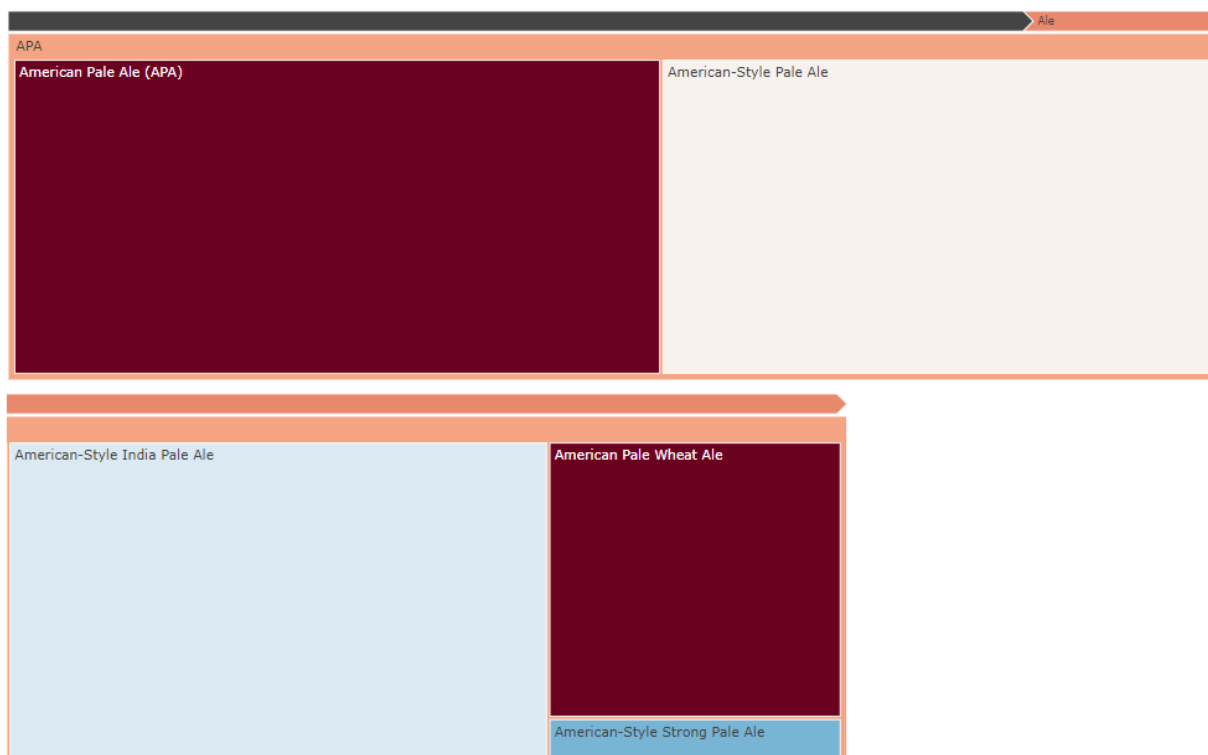 Ale
APA
American Pale Ale (APA)
American-Style Pale Ale
American-Style India Pale Ale
American Pale Wheat Ale
American-Style Strong Pale Ale